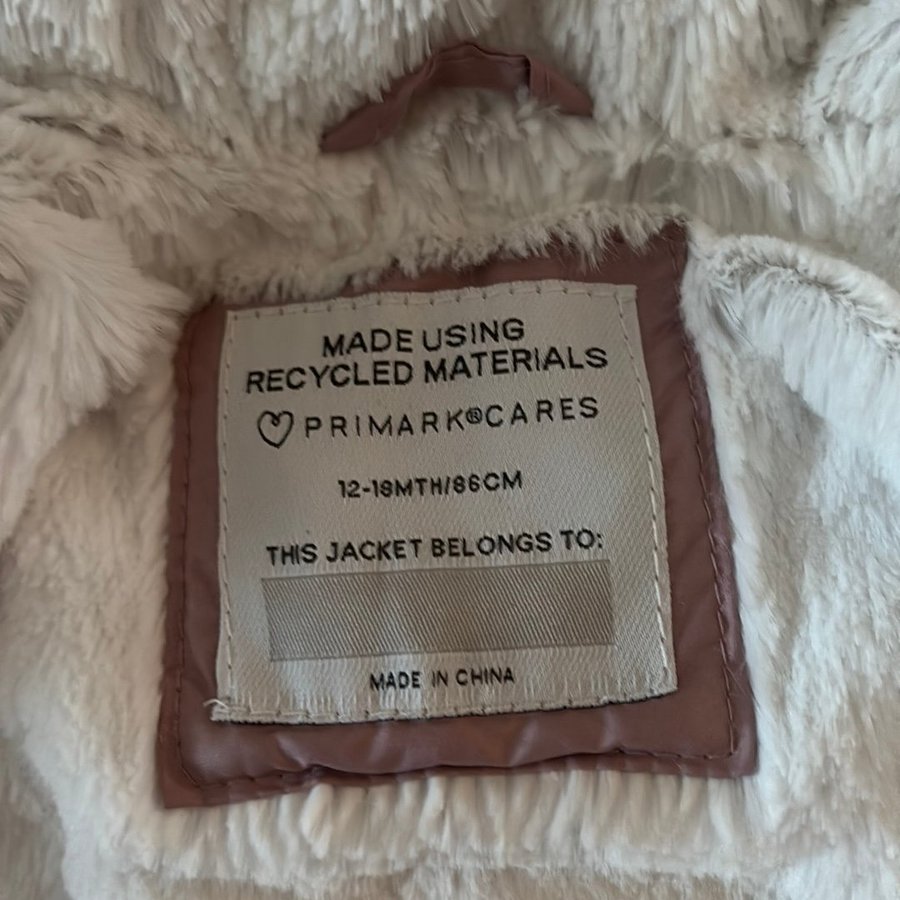 MADE USING
RECYCLED MATERIALS
PRIMARK®CARES
12-18MTH/86CM
THIS JACKET BELONGS TO:
MADE IN CHINA